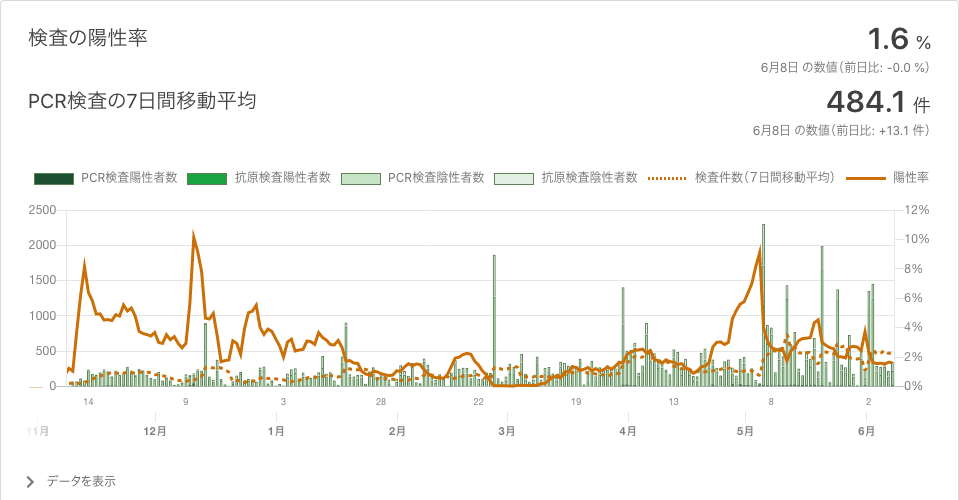 検査の陽性率
1.6 %
6月8日 の数値（前日比: -0.0 %）
PCR検査の7日間移動平均
484.1 件
6月8日 の数値（前日比: +13.1 件）
PCR検査陽性者数 抗原検査陽性者数 PCR検査陰性者数 抗原検査陰性者数 検査件数（7日間移動平均） 陽性率
2500 12%
2000 10%
1500 8%
1000 6%
500 4%
0 2%
0%
14 9 3 28 22 19 13 8 2
11月 12月 1月 2月 3月 4月 5月 6月
データを表示